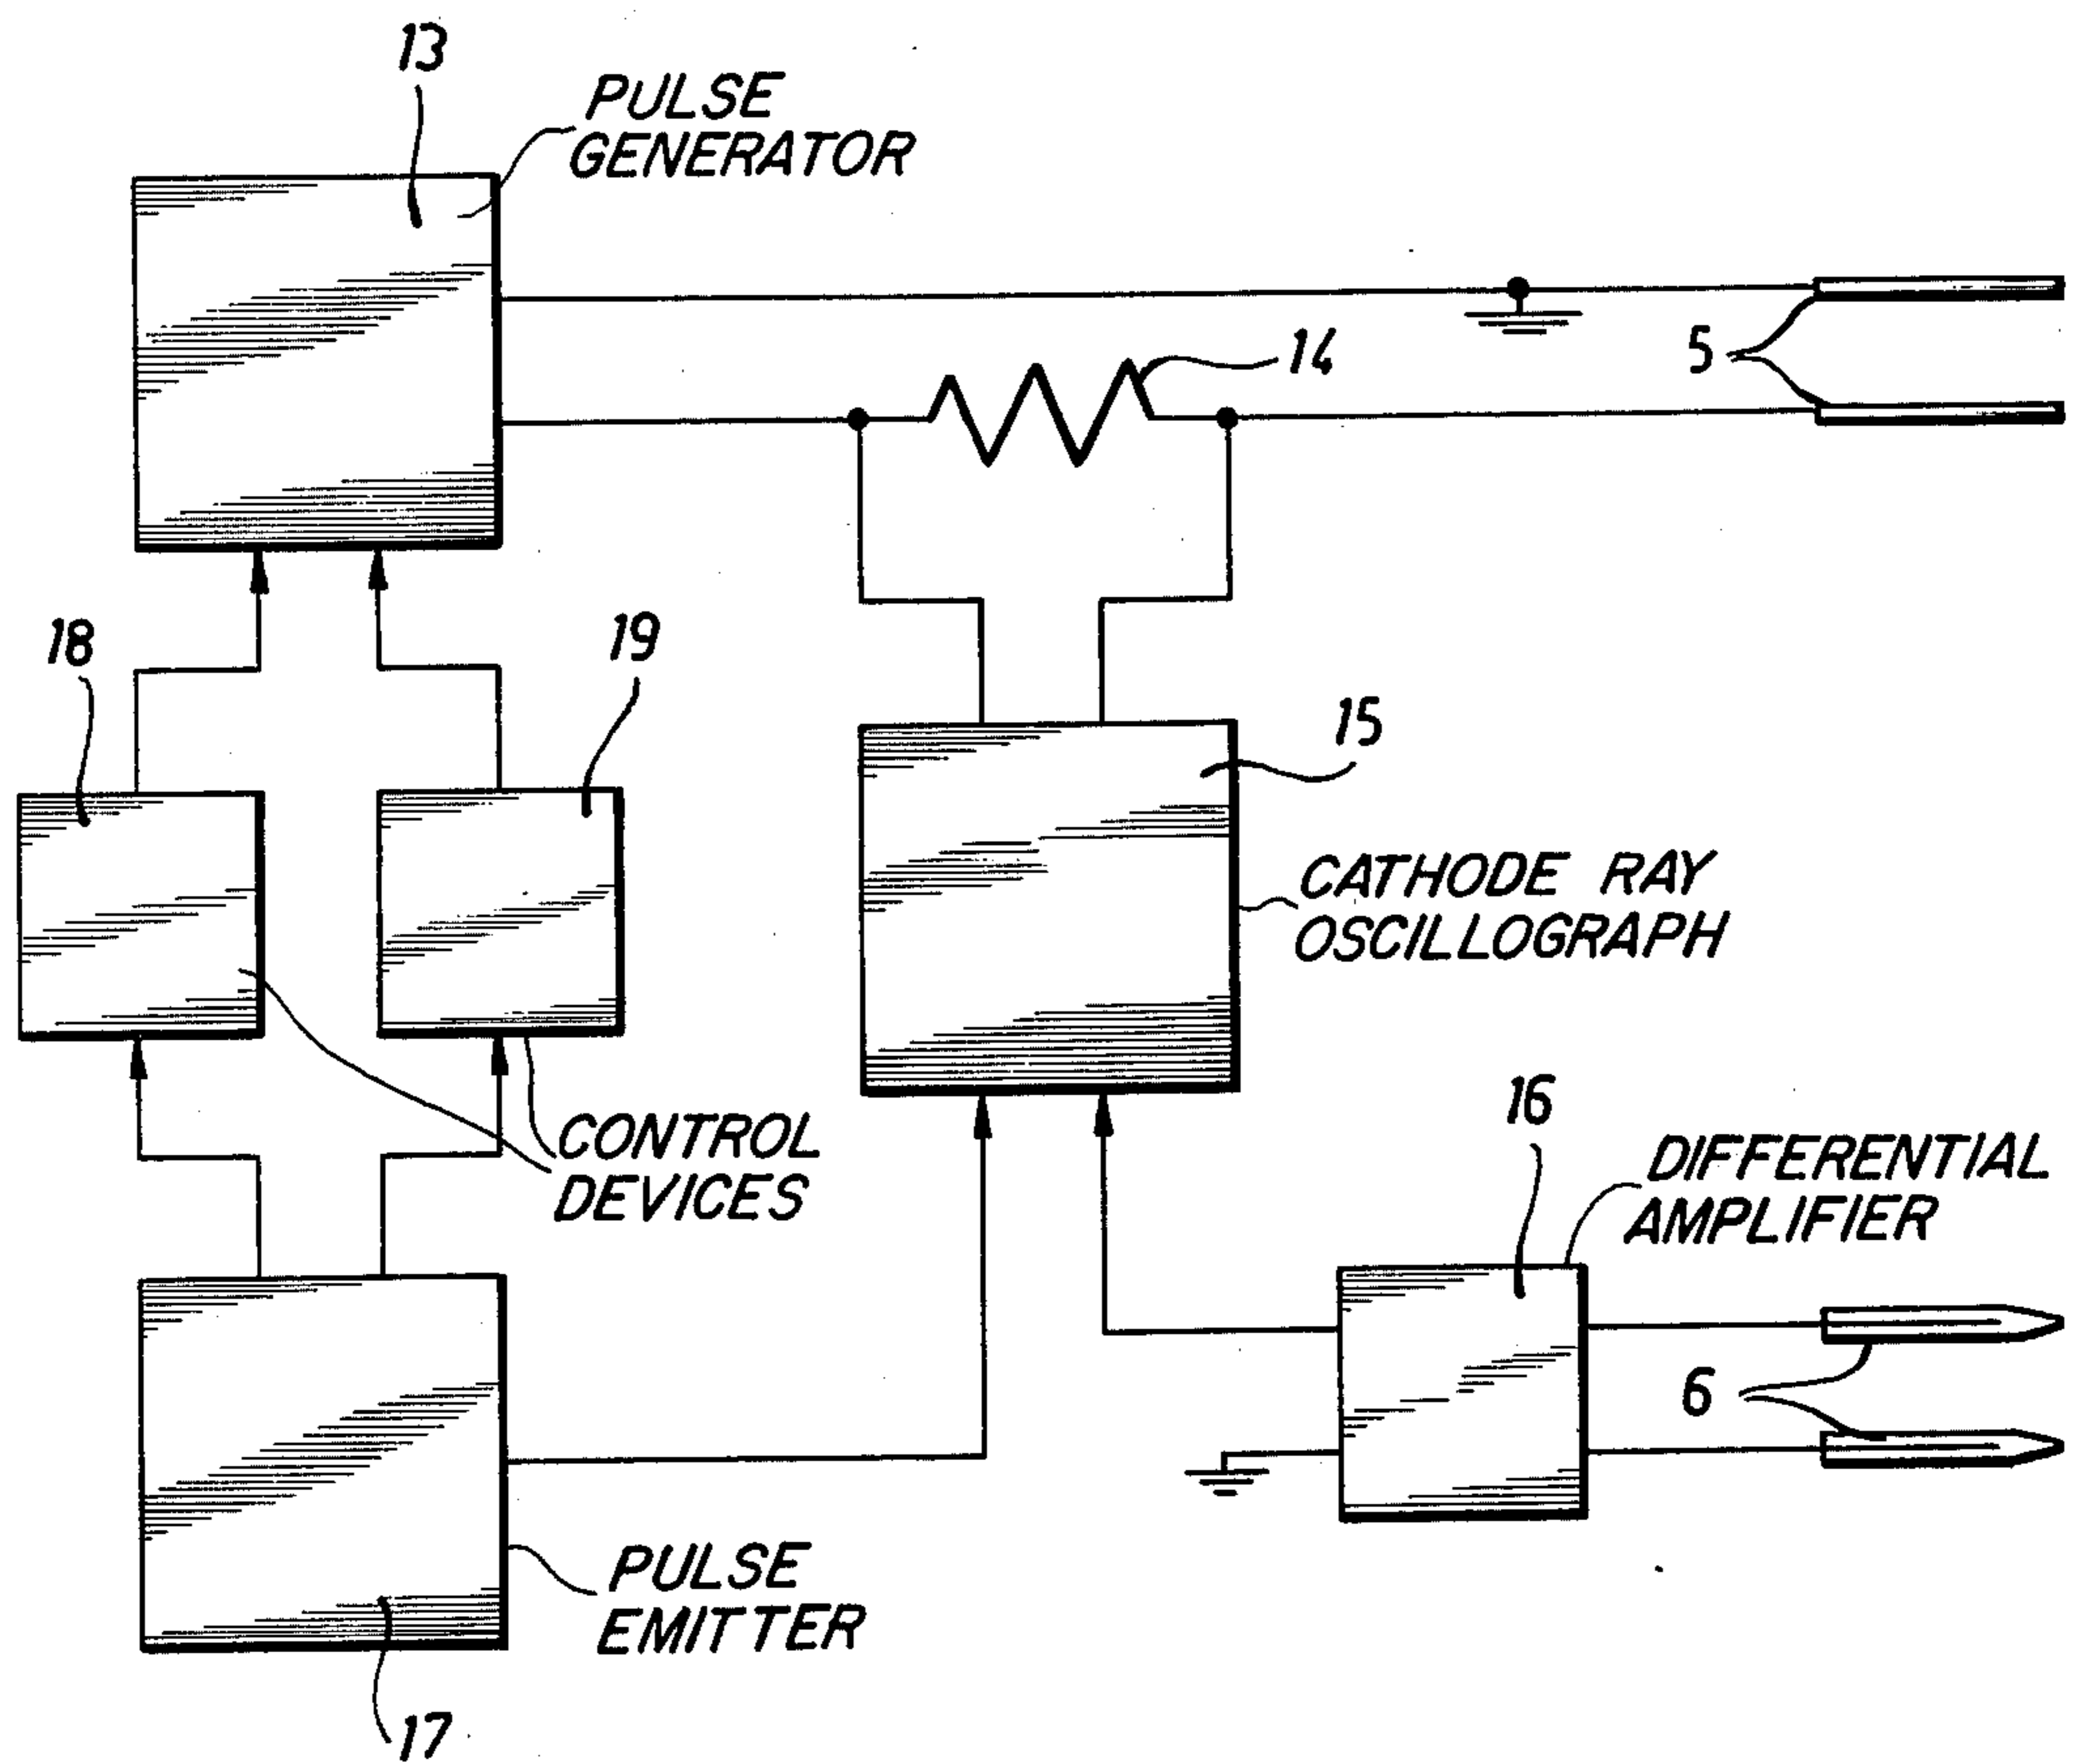 13
PULSE
GENERATOR
14
5
18
19
15
CATHODE RAY
OSCILLOGRAPH
CONTROL
DEVICES
16
DIFFERENTIAL
AMPLIFIER
6
PULSE
EMITTER
17